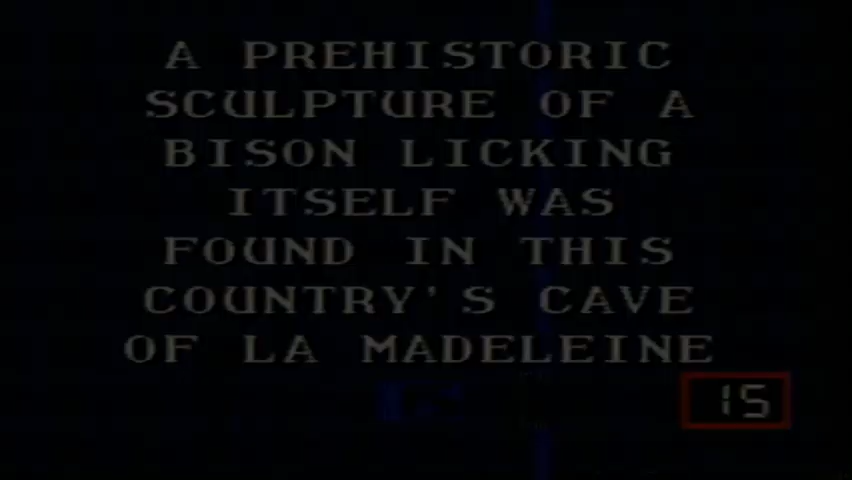 A PREHISTORIC
SCULPTURE OF A
BISON LICKING
ITSELF WAS
FOUND IN THIS
COUNTRY'S CAVE
OF LA MADELEINE
15